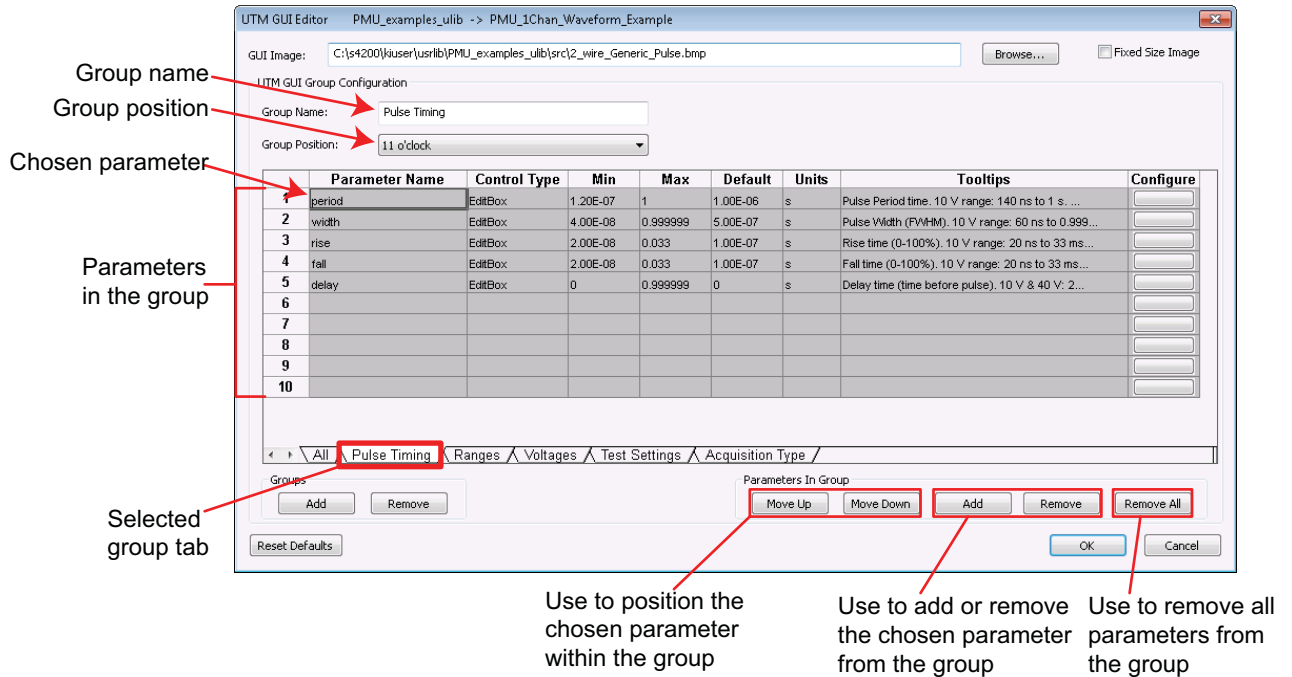 UTM GUI Editor PMU_examples_ulib -> PMU_1Chan_Waveform_Example
GUI Image: C:\s4200\kiuser\usrlib\PMU_examples_ulib\src\2_wire_Generic_Pulse.bmp Browse... Fixed Size Image
Group name
UTM GUI Group Configuration
Group position
Group Name: Pulse Timing
Group Position: 11 o'clock
Chosen parameter
Parameter Name Control Type Min Max Default Units Tooltips Configure
1 period EditBox 1.20E-07 1 1.00E-06 s Pulse Period time. 10 V range: 140 ns to 1 s. ...
2 width EditBox 4.00E-08 0.999999 5.00E-07 s Pulse Width (FWHM). 10 V range: 60 ns to 0.999...
3 rise EditBox 2.00E-08 0.033 1.00E-07 s Rise time (0-100%). 10 V range: 20 ns to 33 ms...
4 fall EditBox 2.00E-08 0.033 1.00E-07 s Fall time (0-100%). 10 V range: 20 ns to 33 ms...
5 delay EditBox 0 0.999999 0 s Delay time (time before pulse). 10 V & 40 V: 2...
6
7
8
9
10
Parameters
in the group
All Pulse Timing Ranges Voltages Test Settings Acquisition Type
Groups
Add Remove
Parameters In Group
Move Up Move Down Add Remove Remove All
Selected
group tab
Reset Defaults OK Cancel
Use to position the
chosen parameter
within the group
Use to add or remove
the chosen parameter
from the group
Use to remove all
parameters from
the group